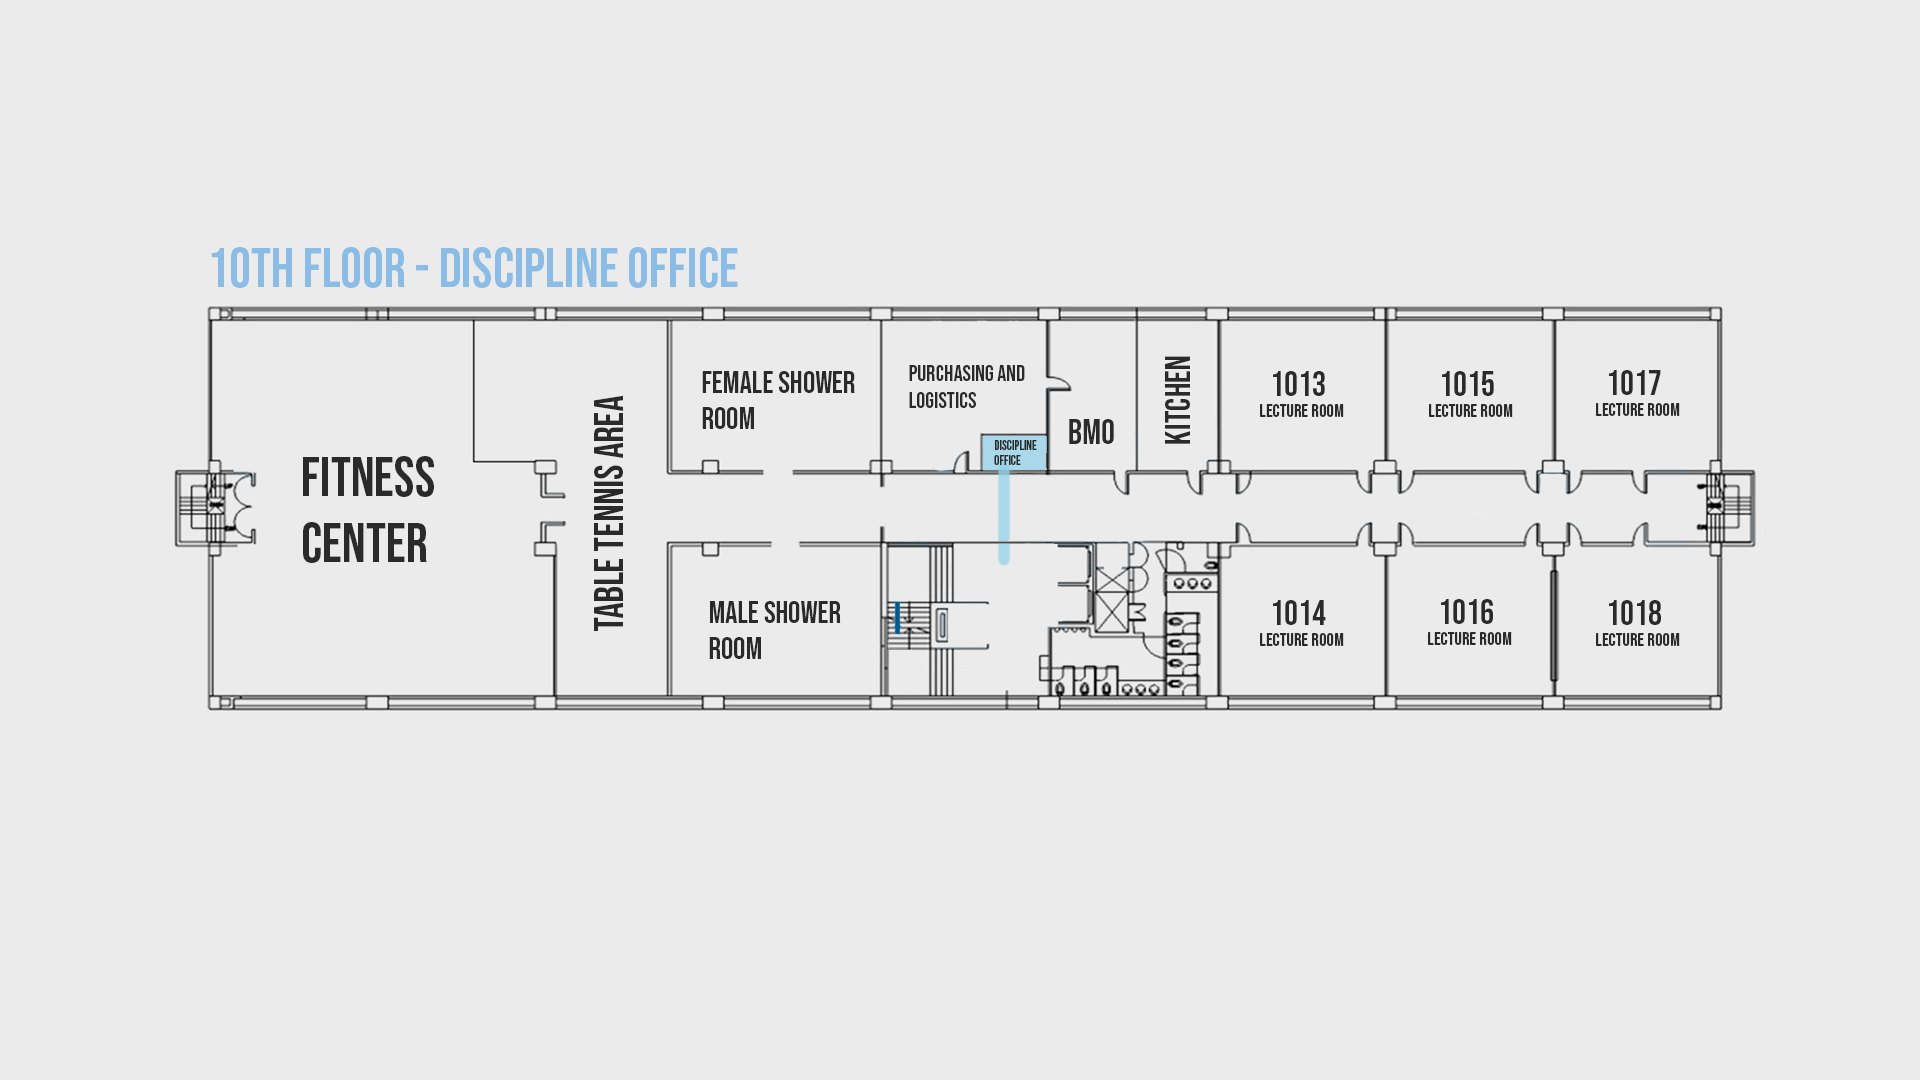 10TH FLOOR - DISCIPLINE OFFICE
FITNESS
CENTER
TABLE TENNIS AREA
FEMALE SHOWER
ROOM
MALE SHOWER
ROOM
PURCHASING AND
LOGISTICS
DISCIPLINE
OFFICE
BMO
KITCHEN
1013
LECTURE ROOM
1015
LECTURE ROOM
1017
LECTURE ROOM
1014
LECTURE ROOM
1016
LECTURE ROOM
1018
LECTURE ROOM